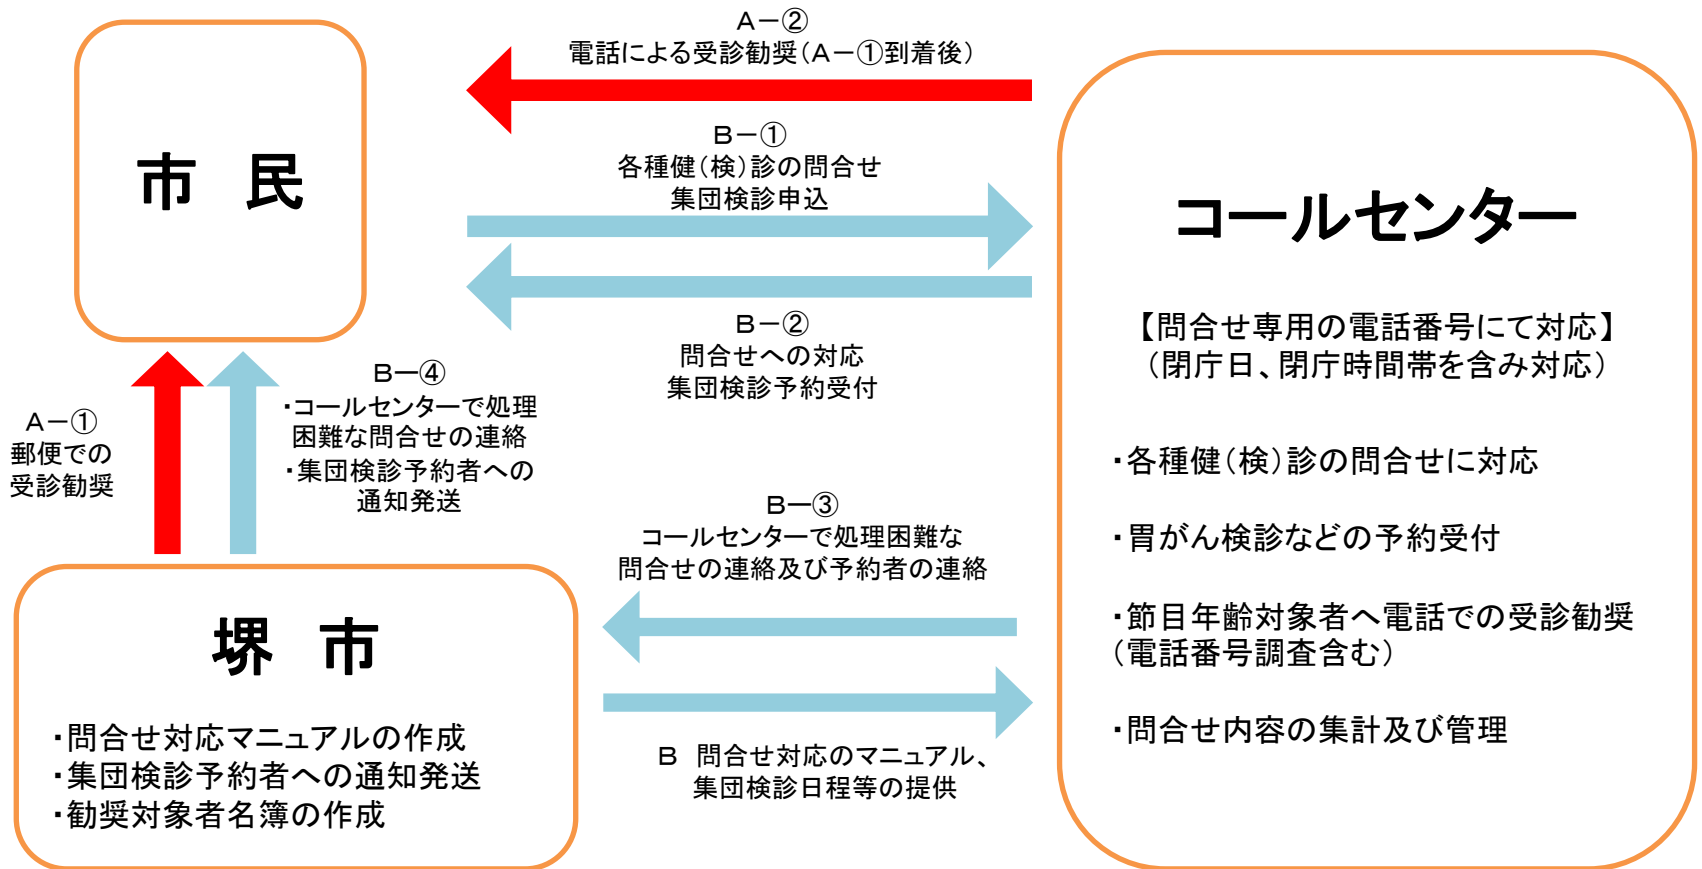 市　民
A－②
電話による受診勧奨（A－①到着後）
B－①
各種健（検）診の問合せ
集団検診申込
B－②
問合せへの対応
集団検診予約受付
A－①
郵便での
受診勧奨
B－④
・コールセンターで処理
困難な問合せの連絡
・集団検診予約者への
通知発送
B－③
コールセンターで処理困難な
問合せの連絡及び予約者の連絡
B　問合せ対応のマニュアル、
集団検診日程等の提供
堺　市
・問合せ対応マニュアルの作成
・集団検診予約者への通知発送
・勧奨対象者名簿の作成
コールセンター
【問合せ専用の電話番号にて対応】
（閉庁日、閉庁時間帯を含み対応）
・各種健（検）診の問合せに対応
・胃がん検診などの予約受付
・節目年齢対象者へ電話での受診勧奨
（電話番号調査含む）
・問合せ内容の集計及び管理